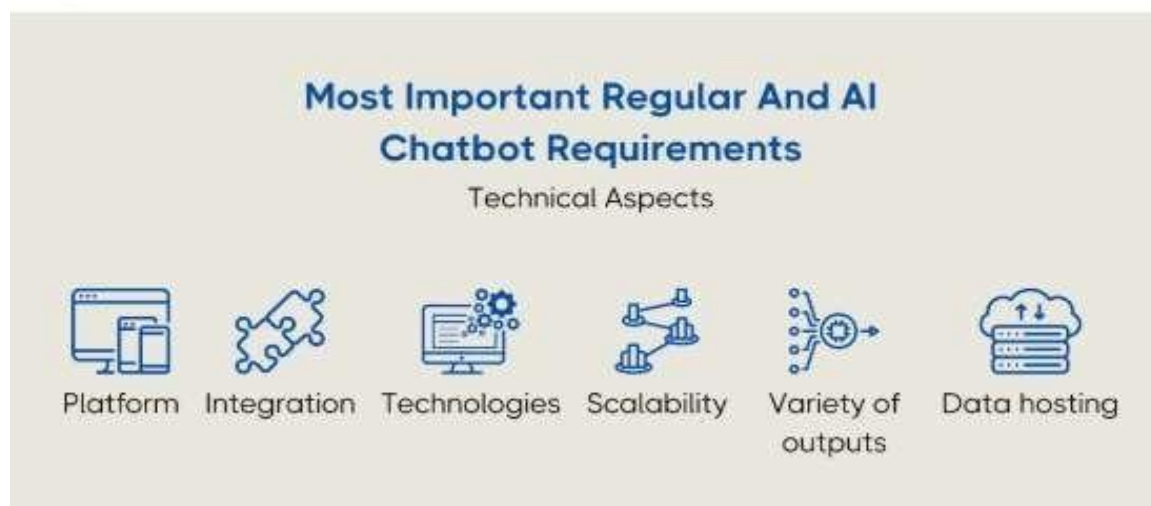 Most Important Regular And AI
Chatbot Requirements
Technical Aspects
Platform
Integration
Technologies
Scalability
Variety of
outputs
Data hosting